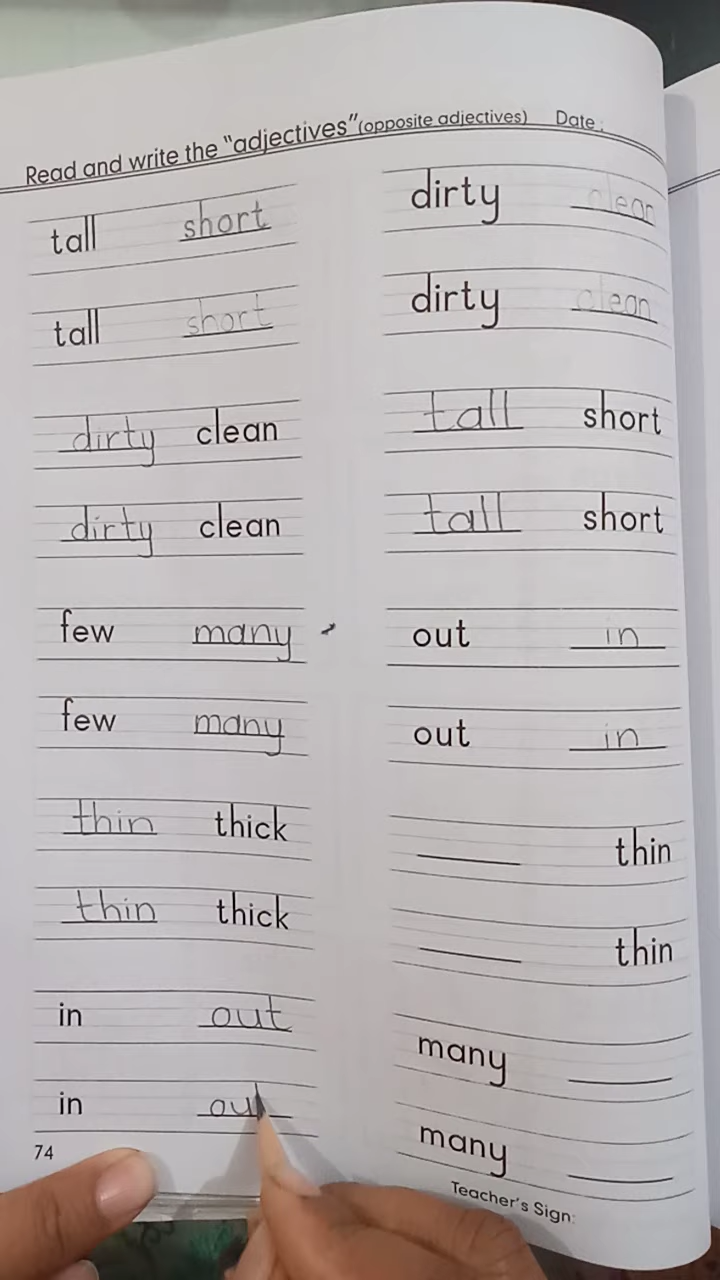 Read and write the "adjectives"(opposite adjectives) Date :
tall short
tall short
dirty clean
dirty clean
few many
few many
thin thick
thin thick
in out
in out
74
dirty clean
dirty clean
tall short
tall short
out in
out in
thin
thin
many
many
Teacher's Sign: